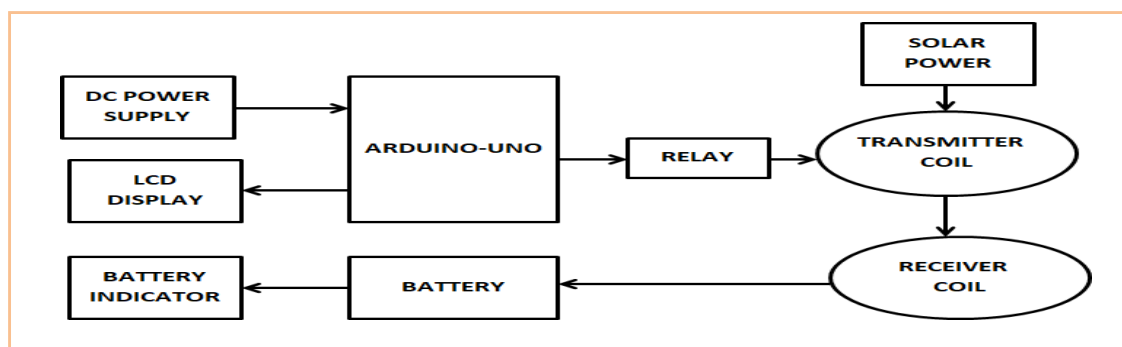 SOLAR
POWER
DC POWER
SUPPLY
ARDUINO-UNO
RELAY
TRANSMITTER
COIL
LCD
DISPLAY
BATTERY
INDICATOR
BATTERY
RECEIVER
COIL